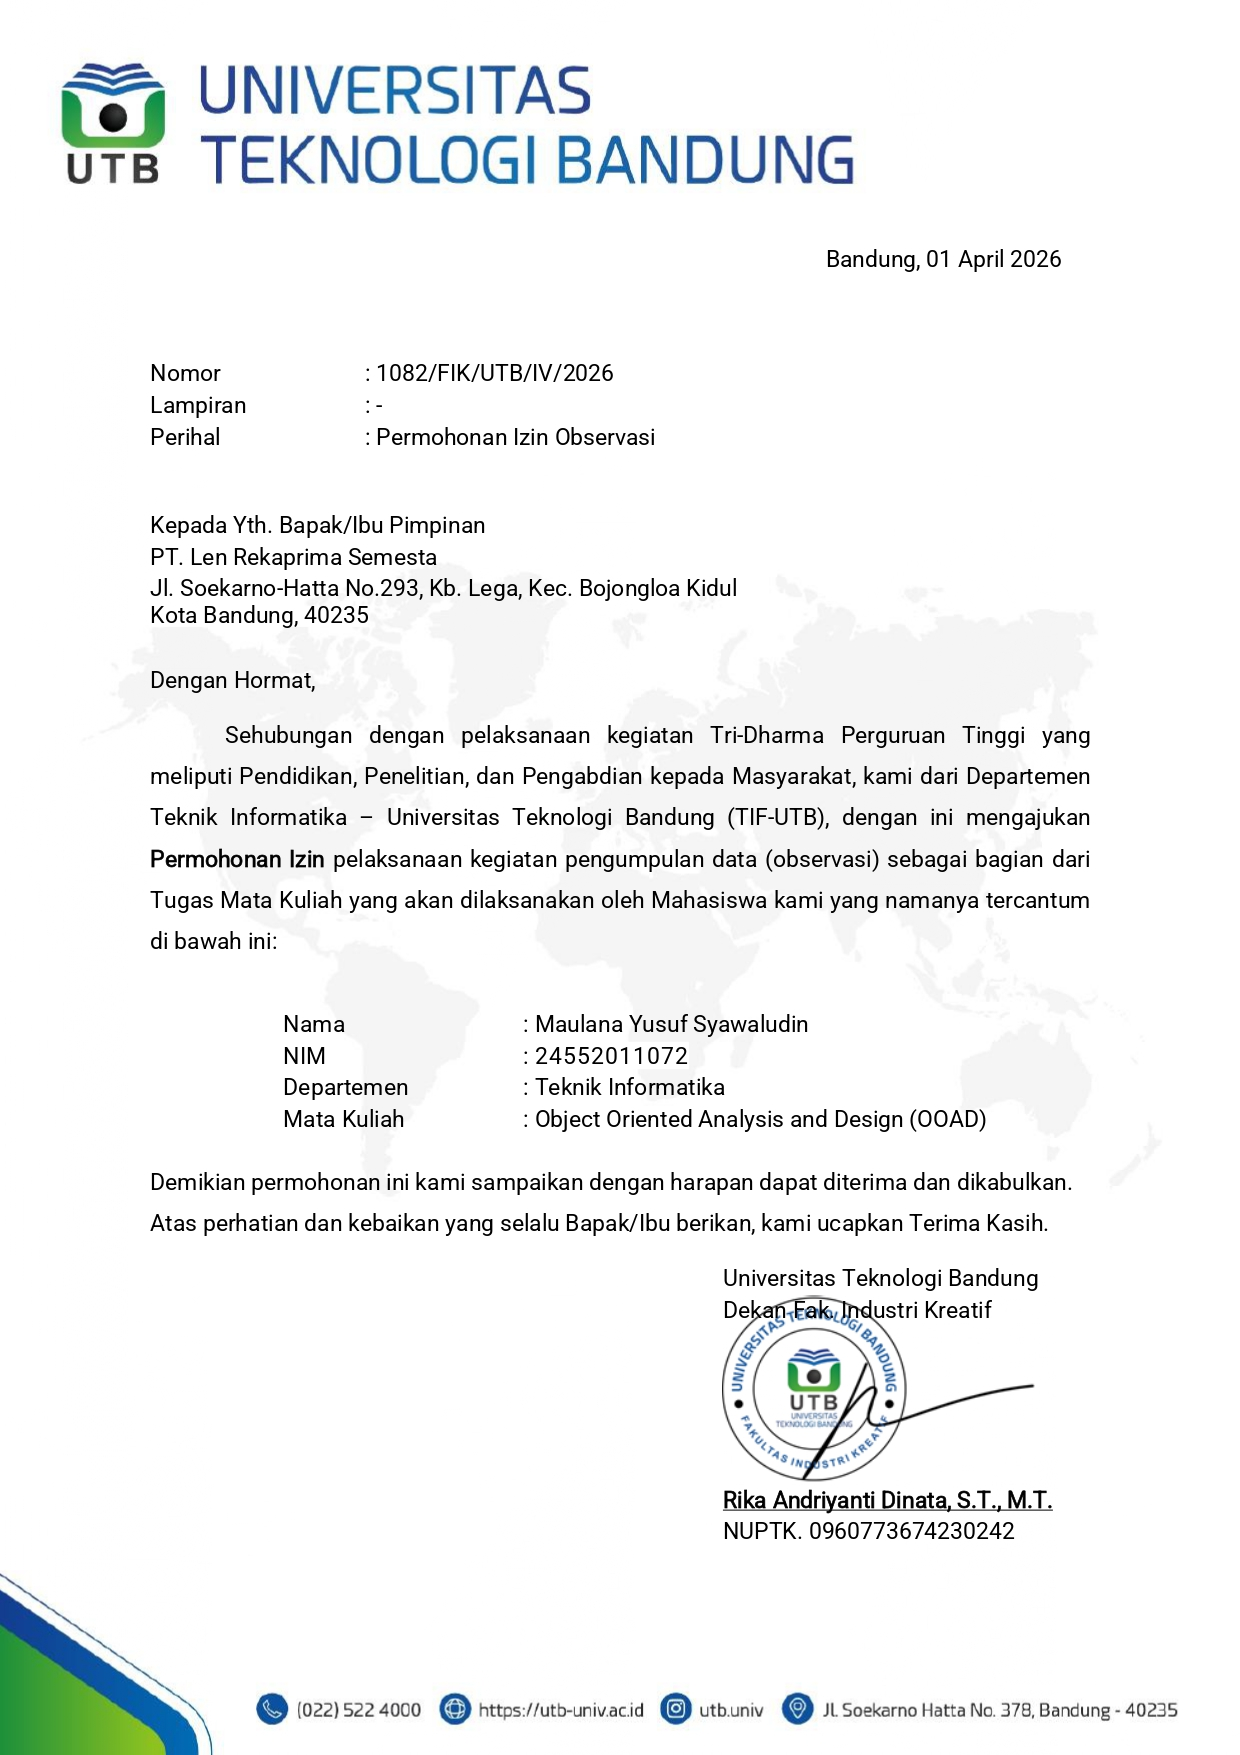 UTB
UNIVERSITAS
TEKNOLOGI BANDUNG
Bandung, 01 April 2026
Nomor : 1082/FIK/UTB/IV/2026
Lampiran : -
Perihal : Permohonan Izin Observasi
Kepada Yth. Bapak/Ibu Pimpinan
PT. Len Rekaprima Semesta
Jl. Soekarno-Hatta No.293, Kb. Lega, Kec. Bojongloa Kidul
Kota Bandung, 40235
Dengan Hormat,
Sehubungan dengan pelaksanaan kegiatan Tri-Dharma Perguruan Tinggi yang
meliputi Pendidikan, Penelitian, dan Pengabdian kepada Masyarakat, kami dari Departemen
Teknik Informatika – Universitas Teknologi Bandung (TIF-UTB), dengan ini mengajukan
Permohonan Izin pelaksanaan kegiatan pengumpulan data (observasi) sebagai bagian dari
Tugas Mata Kuliah yang akan dilaksanakan oleh Mahasiswa kami yang namanya tercantum
di bawah ini:
Nama : Maulana Yusuf Syawaludin
NIM : 24552011072
Departemen : Teknik Informatika
Mata Kuliah : Object Oriented Analysis and Design (OOAD)
Demikian permohonan ini kami sampaikan dengan harapan dapat diterima dan dikabulkan.
Atas perhatian dan kebaikan yang selalu Bapak/Ibu berikan, kami ucapkan Terima Kasih.
Universitas Teknologi Bandung
Dekan Fak. Industri Kreatif
UNIVERSITAS TEKNOLOGI BANDUNG
UTB
UNIVERSITAS
TEKNOLOGI BANDUNG
FAKULTAS INDUSTRI KREATIF
Rika Andriyanti Dinata, S.T., M.T.
NUPTK. 0960773674230242
(022) 522 4000 https://utb-univ.ac.id utb.univ Jl. Soekarno Hatta No. 378, Bandung - 40235